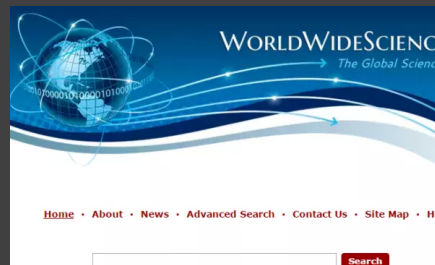 WORLDWIDESCIENC
The Global Scienc
Home · About · News · Advanced Search · Contact Us · Site Map · H
Search